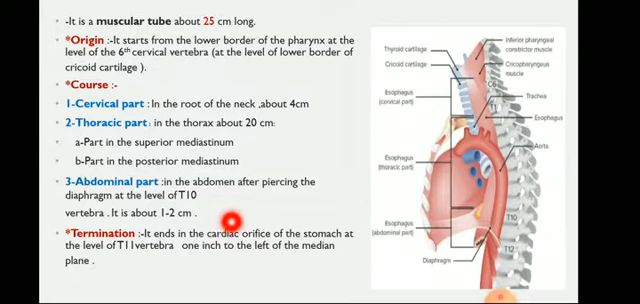 -It is a muscular tube about 25 cm long.
*Origin :-It starts from the lower border of the pharynx at the
level of the 6th cervical vertebra (at the level of lower border of
cricoid cartilage ).
*Course :-
1-Cervical part : In the root of the neck ,about 4cm
2-Thoracic part : in the thorax about 20 cm:
a-Part in the superior mediastinum
b-Part in the posterior mediastinum
3-Abdominal part :in the abdomen after piercing the
diaphragm at the level of T10
vertebra . It is about 1-2 cm .
*Termination :-It ends in the cardiac orifice of the stomach at
the level of T11vertebra one inch to the left of the median
plane .
Inferior pharyngeal
constrictor muscle
Thyroid cartilage
Cricoid cartilage
Cricopharyngeus
muscle
C6
Esophagus
(cervical part)
Trachea
T1
Esophagus
Aorta
Esophagus
(thoracic part)
T10
Esophagus
(abdominal part)
T12
Diaphragm